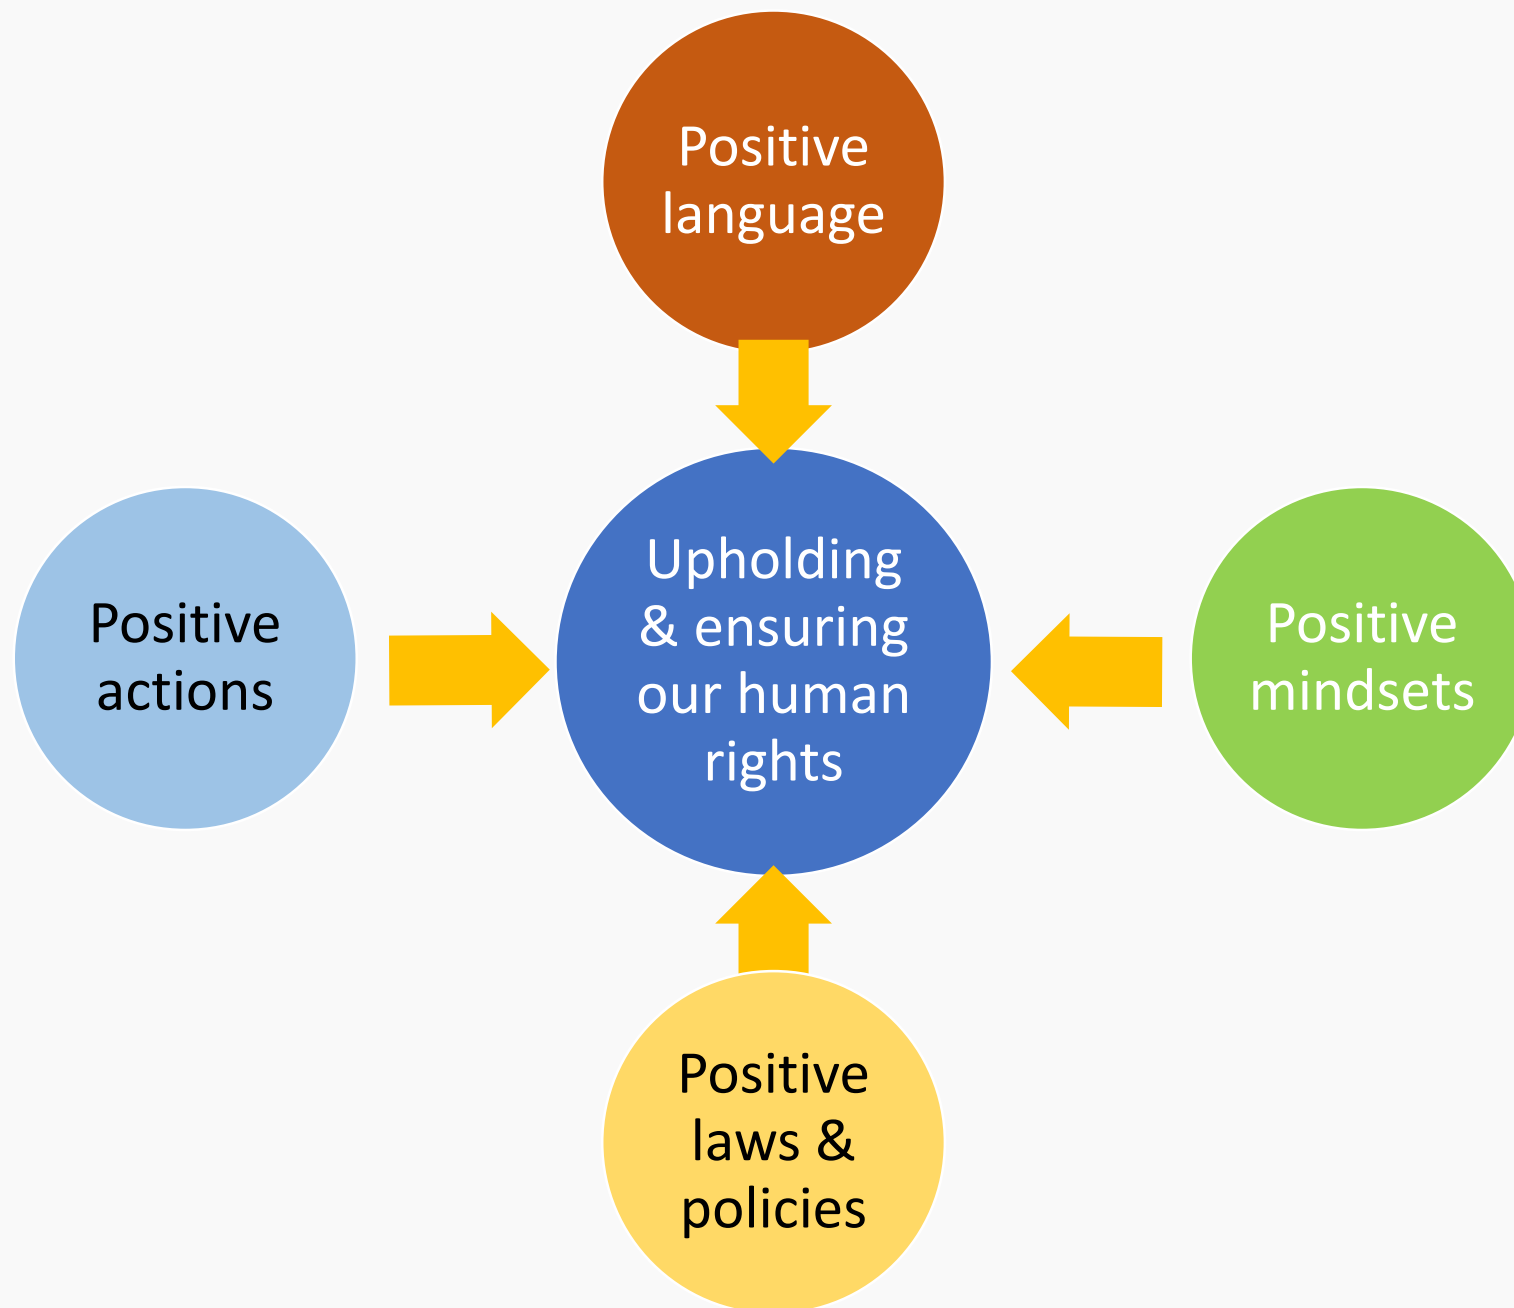 Positive
language
Positive
actions
Upholding
& ensuring
our human
rights
Positive
mindsets
Positive
laws &
policies